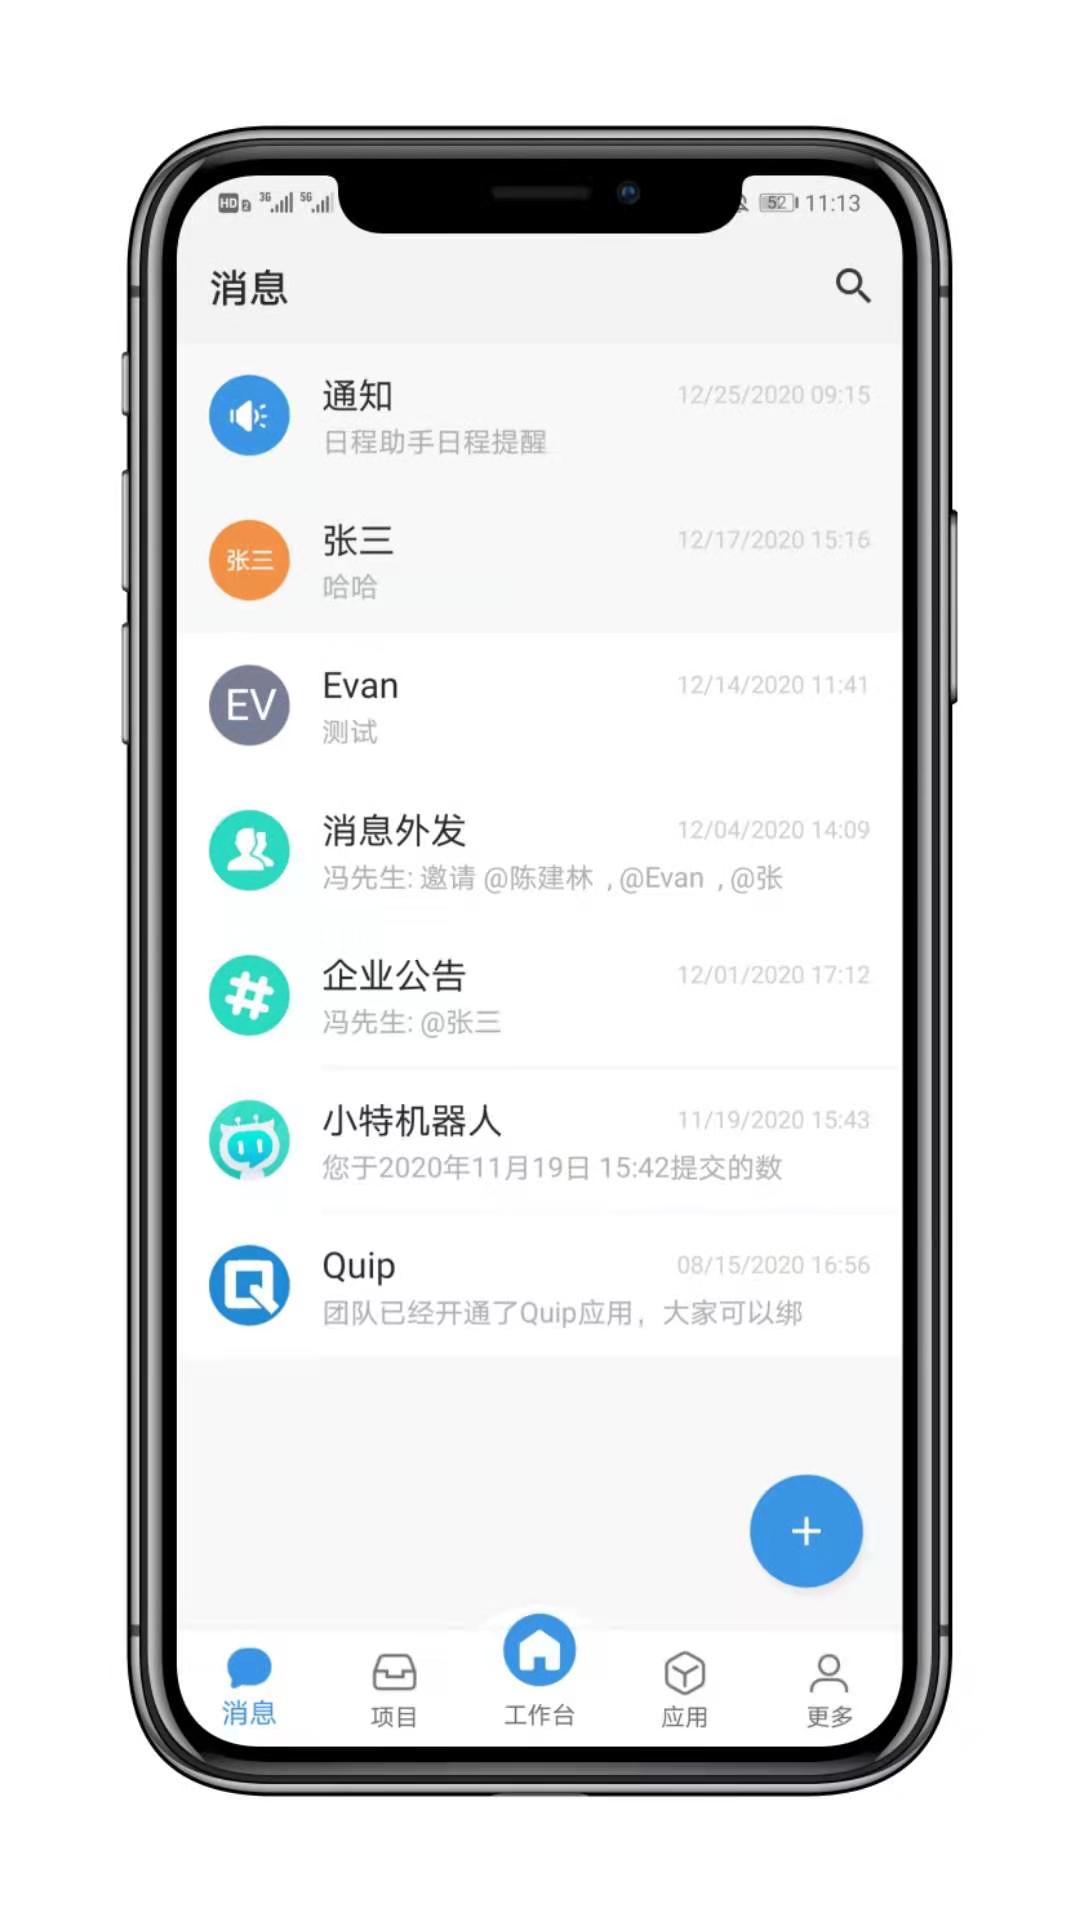 HD 2 3G 5G 52 11:13
消息
通知 12/25/2020 09:15
日程助手日程提醒
张三 张三 12/17/2020 15:16
哈哈
EV Evan 12/14/2020 11:41
测试
消息外发 12/04/2020 14:09
冯先生: 邀请 @陈建林 , @Evan , @张
企业公告 12/01/2020 17:12
冯先生: @张三
小特机器人 11/19/2020 15:43
您于2020年11月19日 15:42提交的数
Quip 08/15/2020 16:56
团队已经开通了Quip应用，大家可以绑
消息 项目 工作台 应用 更多